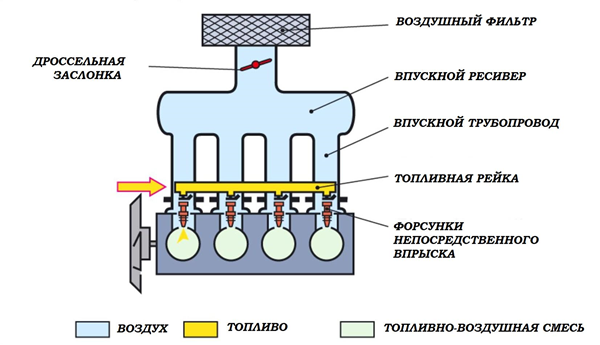 ВОЗДУШНЫЙ ФИЛЬТР
ДРОССЕЛЬНАЯ
ЗАСЛОНКА
ВПУСКНОЙ РЕСИВЕР
ВПУСКНОЙ ТРУБОПРОВОД
ТОПЛИВНАЯ РЕЙКА
ФОРСУНКИ
НЕПОСРЕДСТВЕННОГО
ВПРЫСКА
ВОЗДУХ
ТОПЛИВО
ТОПЛИВНО-ВОЗДУШНАЯ СМЕСЬ